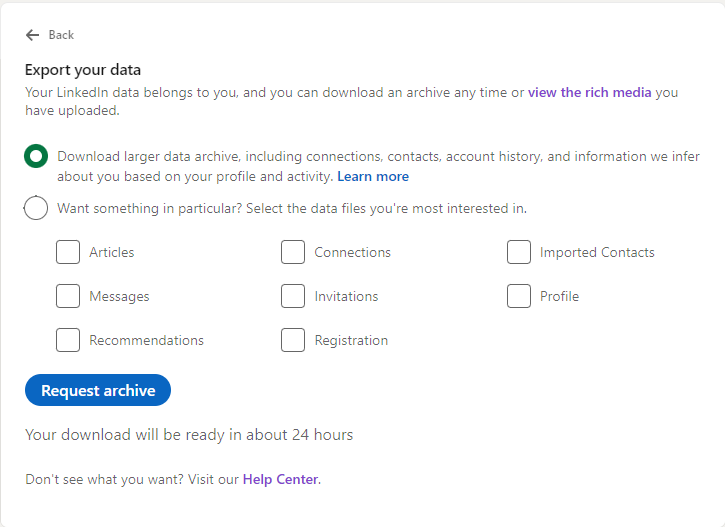 Back
Export your data
Your LinkedIn data belongs to you, and you can download an archive any time or view the rich media you
have uploaded.
Download larger data archive, including connections, contacts, account history, and information we infer
about you based on your profile and activity. Learn more
Want something in particular? Select the data files you're most interested in.
Articles Connections Imported Contacts
Messages Invitations Profile
Recommendations Registration
Request archive
Your download will be ready in about 24 hours
Don't see what you want? Visit our Help Center.